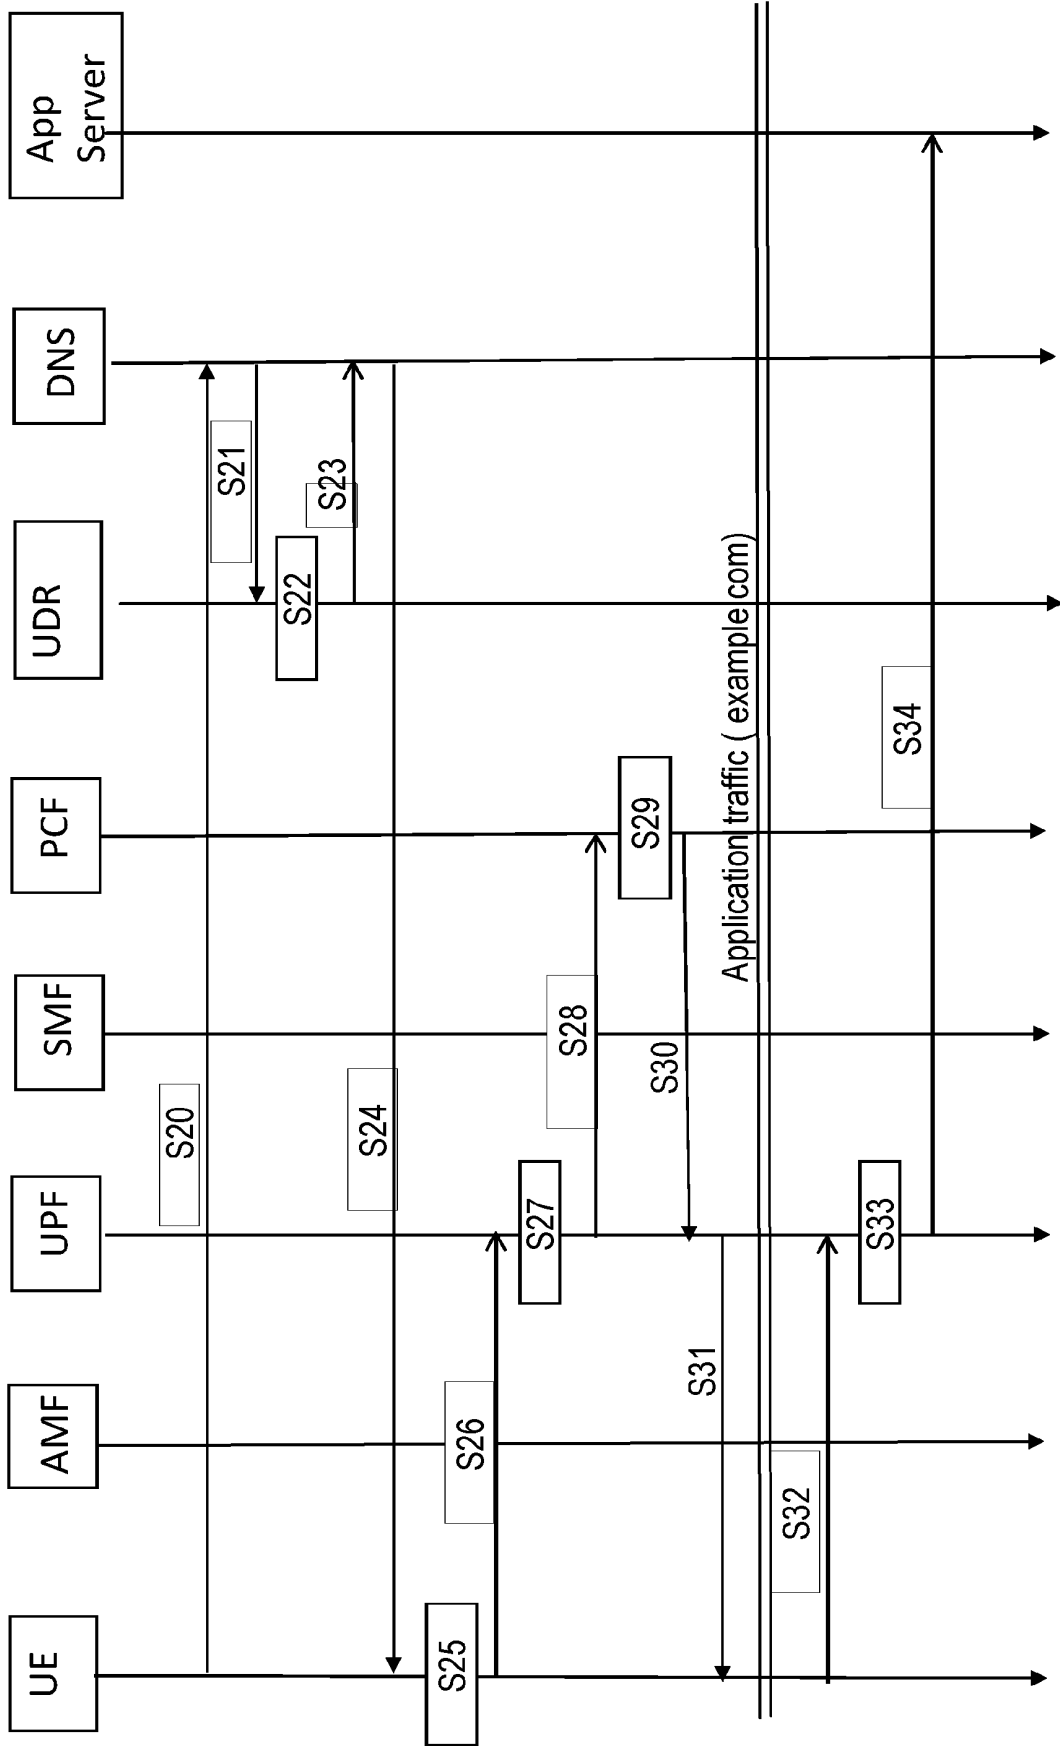 UE
AMF
UPF
SMF
PCF
UDR
DNS
App
Server
S20
S21
S22
S23
S24
S25
S26
S27
S28
S29
S30
S31
Application traffic ( example com)
S32
S33
S34